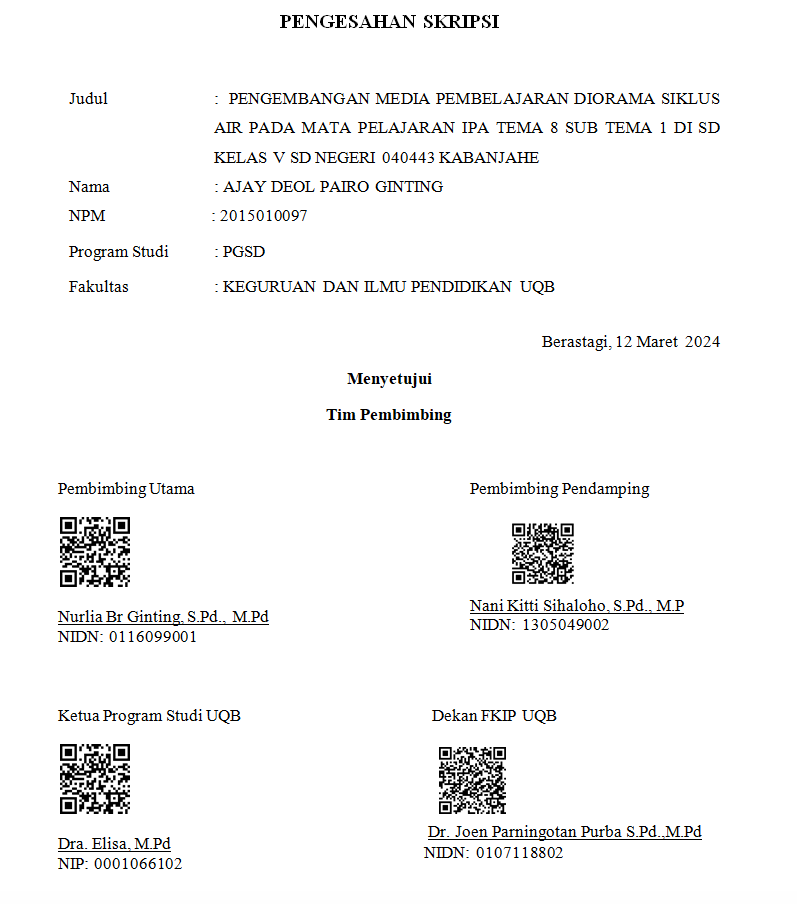 PENGESAHAN SKRIPSI
Judul : PENGEMBANGAN MEDIA PEMBELAJARAN DIORAMA SIKLUS
AIR PADA MATA PELAJARAN IPA TEMA 8 SUB TEMA 1 DI SD
KELAS V SD NEGERI 040443 KABANJAHE
Nama : AJAY DEOL PAIRO GINTING
NPM : 2015010097
Program Studi : PGSD
Fakultas : KEGURUAN DAN ILMU PENDIDIKAN UQB
Berastagi, 12 Maret 2024
Menyetujui
Tim Pembimbing
Pembimbing Utama
Nurlia Br Ginting, S.Pd., M.Pd
NIDN: 0116099001
Pembimbing Pendamping
Nani Kitti Sihaloho, S.Pd., M.P
NIDN: 1305049002
Ketua Program Studi UQB
Dra. Elisa, M.Pd
NIP: 0001066102
Dekan FKIP UQB
Dr. Joen Parningotan Purba S.Pd.,M.Pd
NIDN: 0107118802